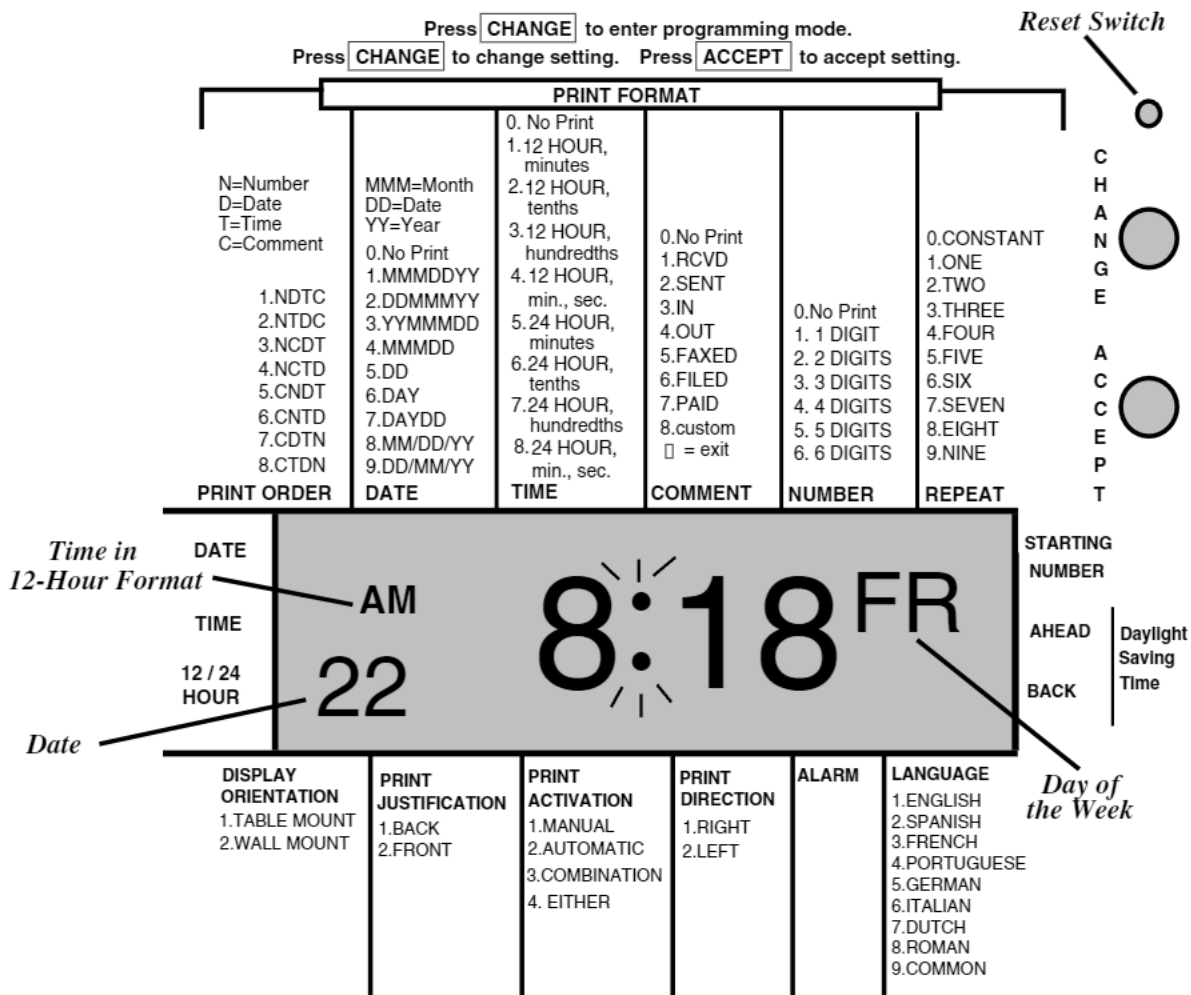 Reset Switch
Press CHANGE to enter programming mode.
Press CHANGE to change setting. Press ACCEPT to accept setting.
PRINT FORMAT
N=Number
D=Date
T=Time
C=Comment
1.NDTC
2.NTDC
3.NCDT
4.NCTD
5.CNDT
6.CNTD
7.CDTN
8.CTDN
PRINT ORDER
MMM=Month
DD=Date
YY=Year
0.No Print
1.MMMDDYY
2.DDMMMYY
3.YYMMMDD
4.MMMDD
5.DD
6.DAY
7.DAYDD
8.MM/DD/YY
9.DD/MM/YY
DATE
0. No Print
1.12 HOUR,
minutes
2.12 HOUR,
tenths
3.12 HOUR,
hundredths
4.12 HOUR,
min., sec.
5.24 HOUR,
minutes
6.24 HOUR,
tenths
7.24 HOUR,
hundredths
8.24 HOUR,
min., sec.
TIME
0.No Print
1.RCVD
2.SENT
3.IN
4.OUT
5.FAXED
6.FILED
7.PAID
8.custom
▯ = exit
COMMENT
0.No Print
1. 1 DIGIT
2. 2 DIGITS
3. 3 DIGITS
4. 4 DIGITS
5. 5 DIGITS
6. 6 DIGITS
NUMBER
0.CONSTANT
1.ONE
2.TWO
3.THREE
4.FOUR
5.FIVE
6.SIX
7.SEVEN
8.EIGHT
9.NINE
REPEAT
CHANGE
ACCEPT
Time in
12-Hour Format
Date
DATE
TIME
12 / 24
HOUR
AM
8:18
FR
22
STARTING
NUMBER
AHEAD
BACK
Daylight
Saving
Time
Day of
the Week
DISPLAY
ORIENTATION
1.TABLE MOUNT
2.WALL MOUNT
PRINT
JUSTIFICATION
1.BACK
2.FRONT
PRINT
ACTIVATION
1.MANUAL
2.AUTOMATIC
3.COMBINATION
4. EITHER
PRINT
DIRECTION
1.RIGHT
2.LEFT
ALARM
LANGUAGE
1.ENGLISH
2.SPANISH
3.FRENCH
4.PORTUGUESE
5.GERMAN
6.ITALIAN
7.DUTCH
8.ROMAN
9.COMMON